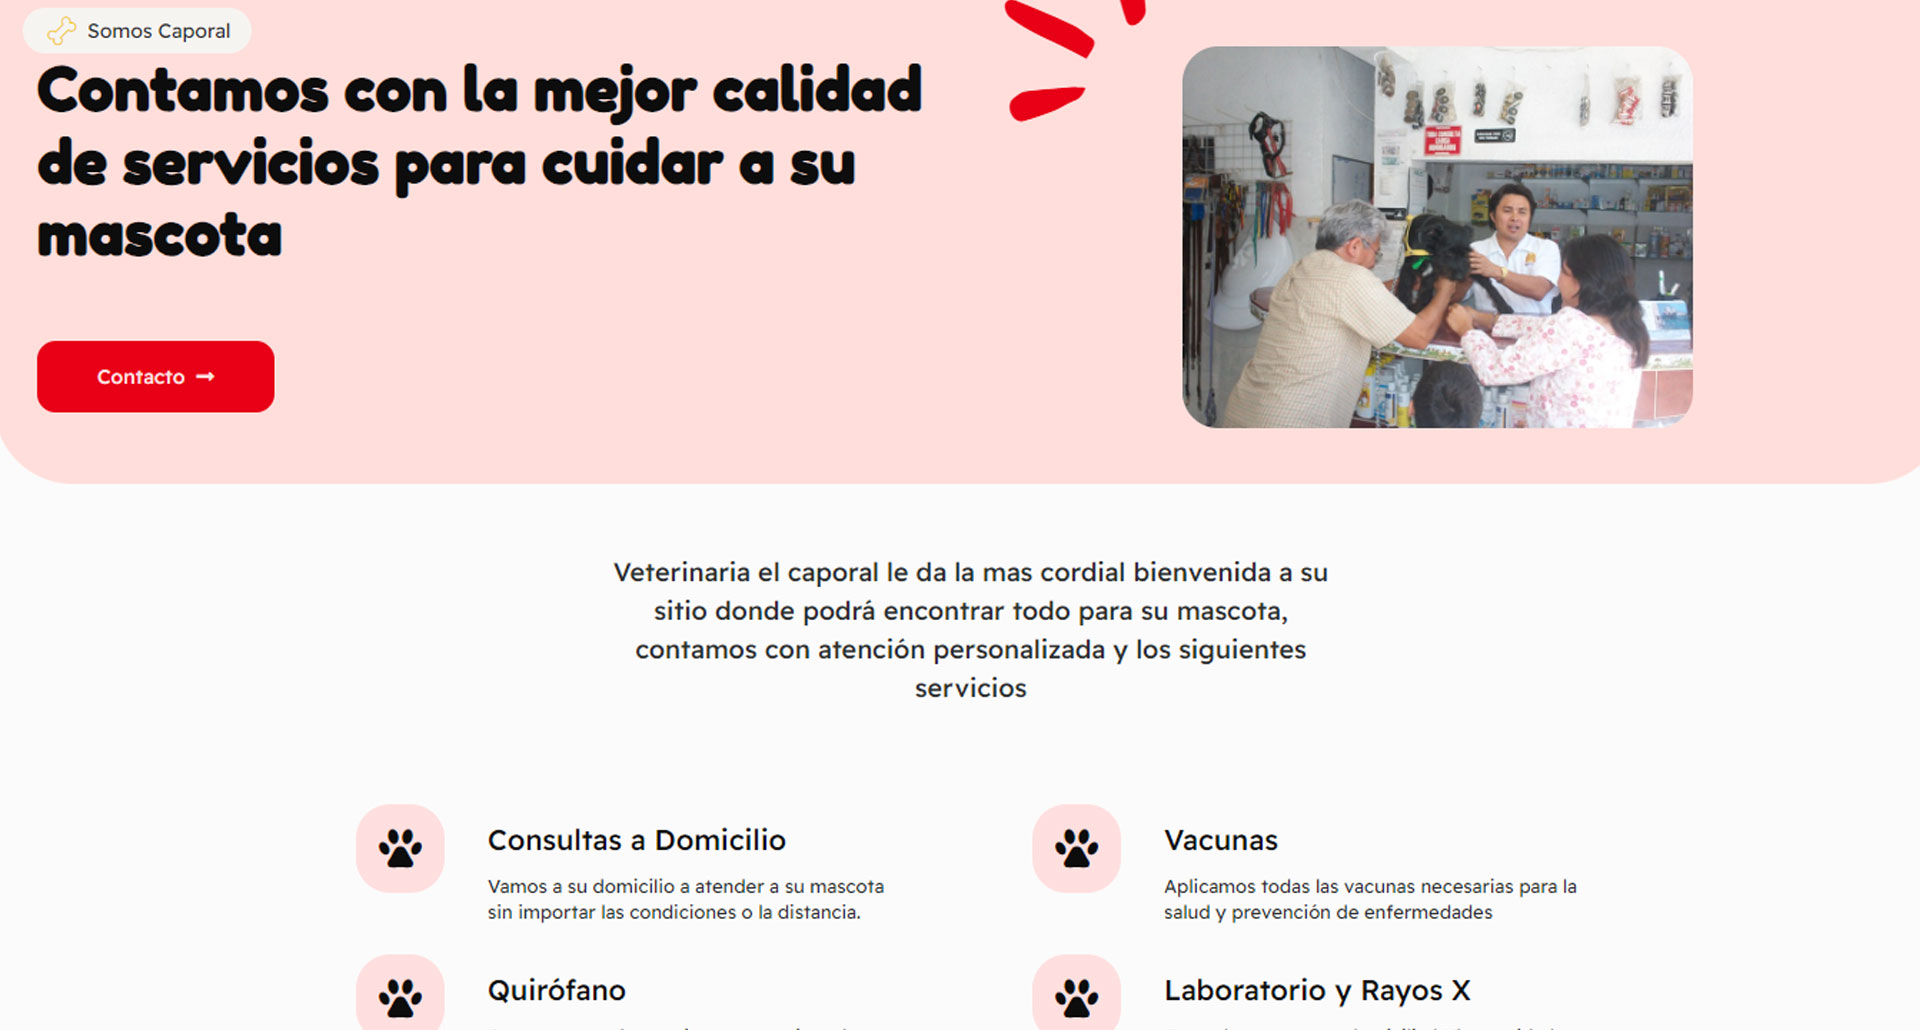 Somos Caporal
Contamos con la mejor calidad
de servicios para cuidar a su
mascota
Contacto
Veterinaria el caporal le da la mas cordial bienvenida a su
sitio donde podrá encontrar todo para su mascota,
contamos con atención personalizada y los siguientes
servicios
Consultas a Domicilio
Vamos a su domicilio a atender a su mascota
sin importar las condiciones o la distancia.
Vacunas
Aplicamos todas las vacunas necesarias para la
salud y prevención de enfermedades
Quirófano
Laboratorio y Rayos X